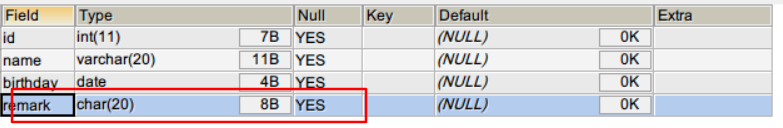 Field Type Null Key Default Extra
id int(11) 7B YES (NULL) 0K
name varchar(20) 11B YES (NULL) 0K
birthday date 4B YES (NULL) 0K
remark char(20) 8B YES (NULL) 0K